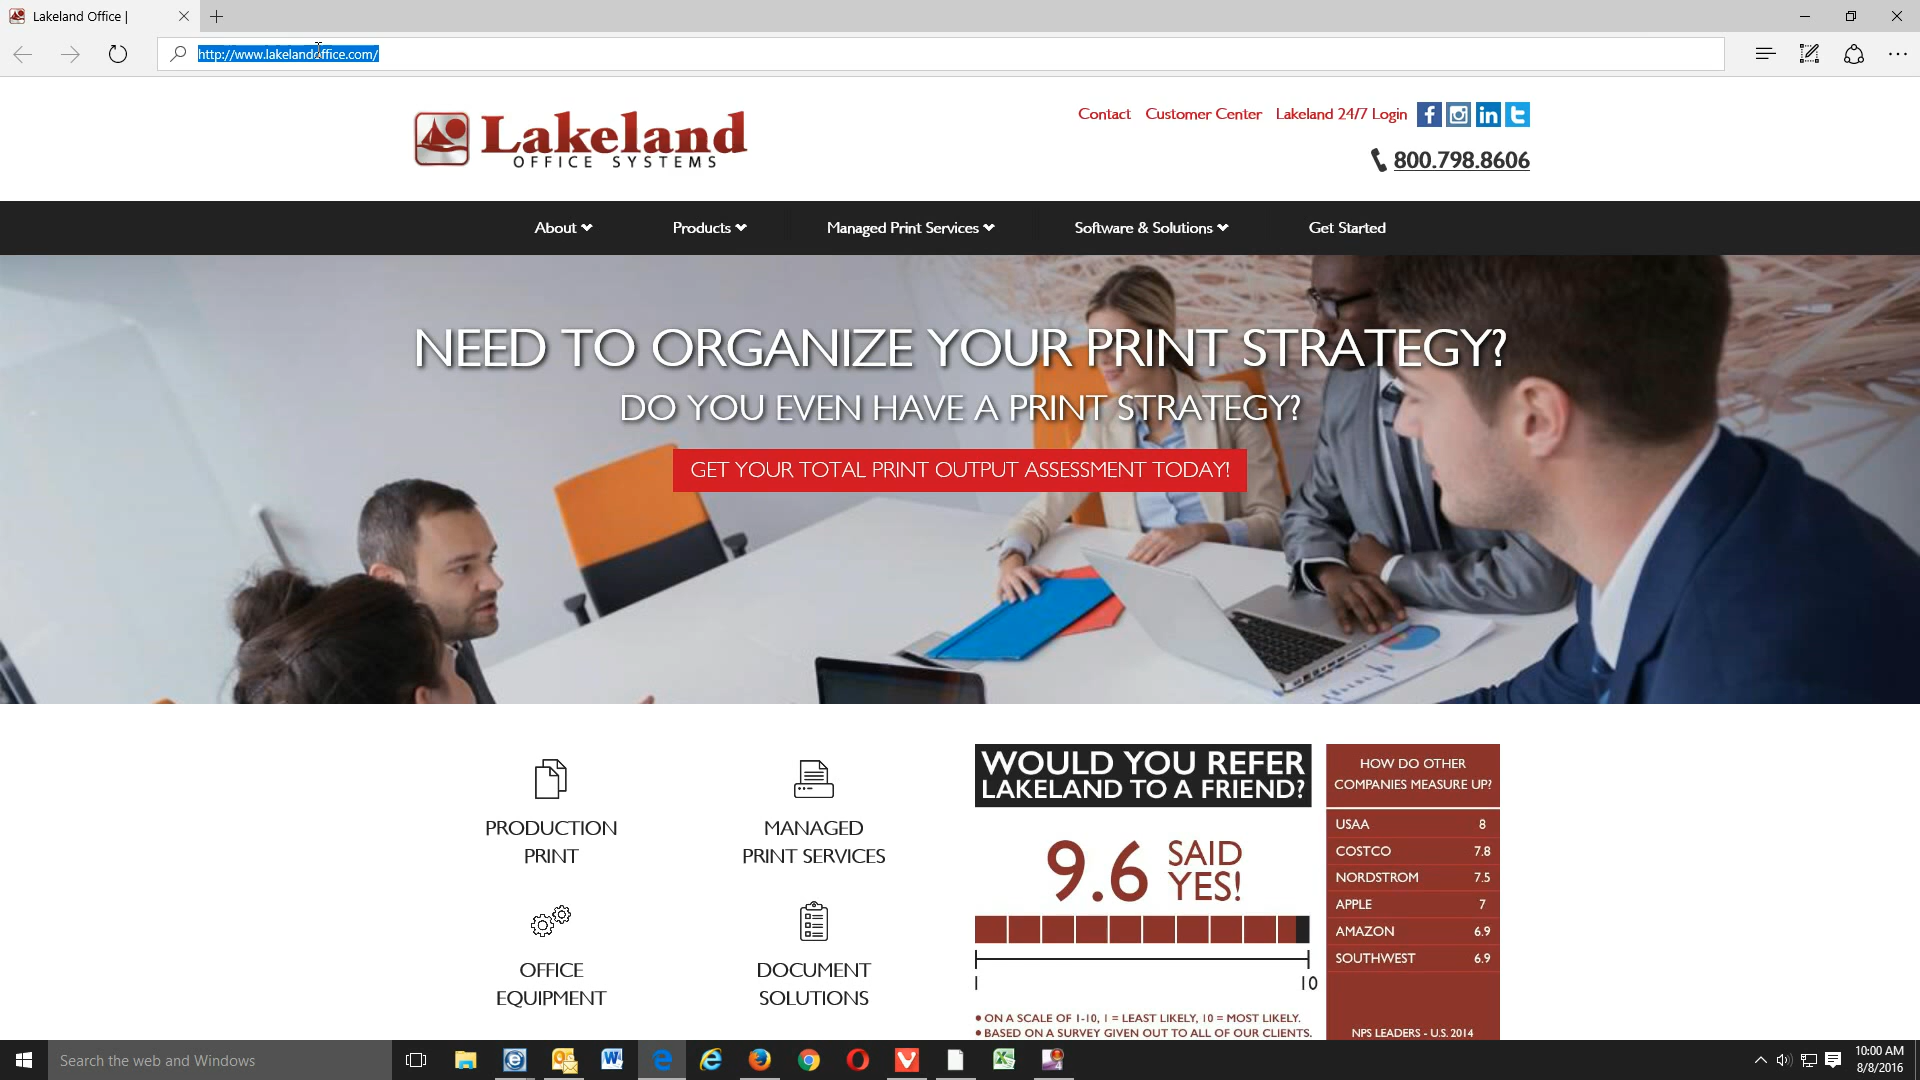 Lakeland Office |
http://www.lakelandoffice.com/
Contact Customer Center Lakeland 24/7 Login
Lakeland
OFFICE SYSTEMS
800.798.8606
About Products Managed Print Services Software & Solutions Get Started
NEED TO ORGANIZE YOUR PRINT STRATEGY?
DO YOU EVEN HAVE A PRINT STRATEGY?
GET YOUR TOTAL PRINT OUTPUT ASSESSMENT TODAY!
PRODUCTION
PRINT
MANAGED
PRINT SERVICES
OFFICE
EQUIPMENT
DOCUMENT
SOLUTIONS
WOULD YOU REFER
LAKELAND TO A FRIEND?
9.6 SAID
YES!
1 10
• ON A SCALE OF 1-10, 1 = LEAST LIKELY, 10 = MOST LIKELY.
• BASED ON A SURVEY GIVEN OUT TO ALL OF OUR CLIENTS.
HOW DO OTHER
COMPANIES MEASURE UP?
USAA 8
COSTCO 7.8
NORDSTROM 7.5
APPLE 7
AMAZON 6.9
SOUTHWEST 6.9
NPS LEADERS - U.S. 2014
Search the web and Windows
10:00 AM
8/8/2016